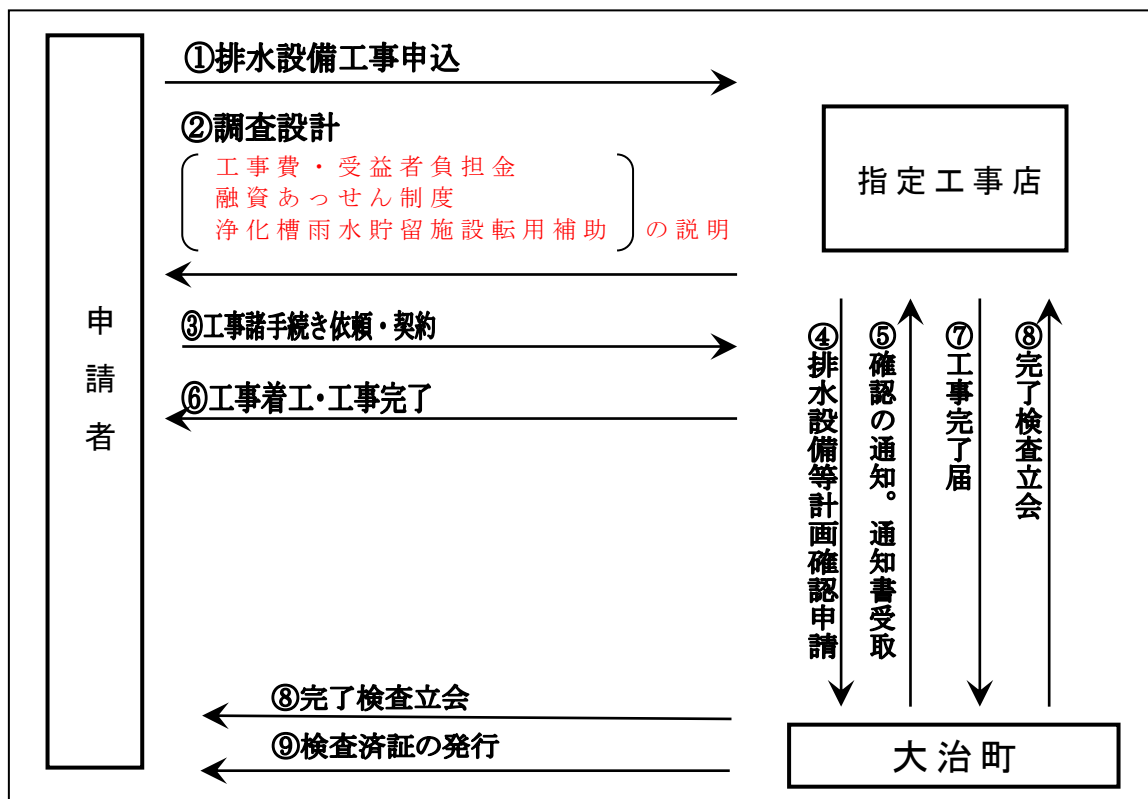 ①排水設備工事申込
②調査設計
工事費・受益者負担金
融資あっせん制度
浄化槽雨水貯留施設転用補助
の説明
指定工事店
申請者
③工事諸手続き依頼・契約
⑥工事着工・工事完了
④排水設備等計画確認申請
⑤確認の通知。通知書受取
⑦工事完了届
⑧完了検査立会
⑧完了検査立会
⑨検査済証の発行
大治町